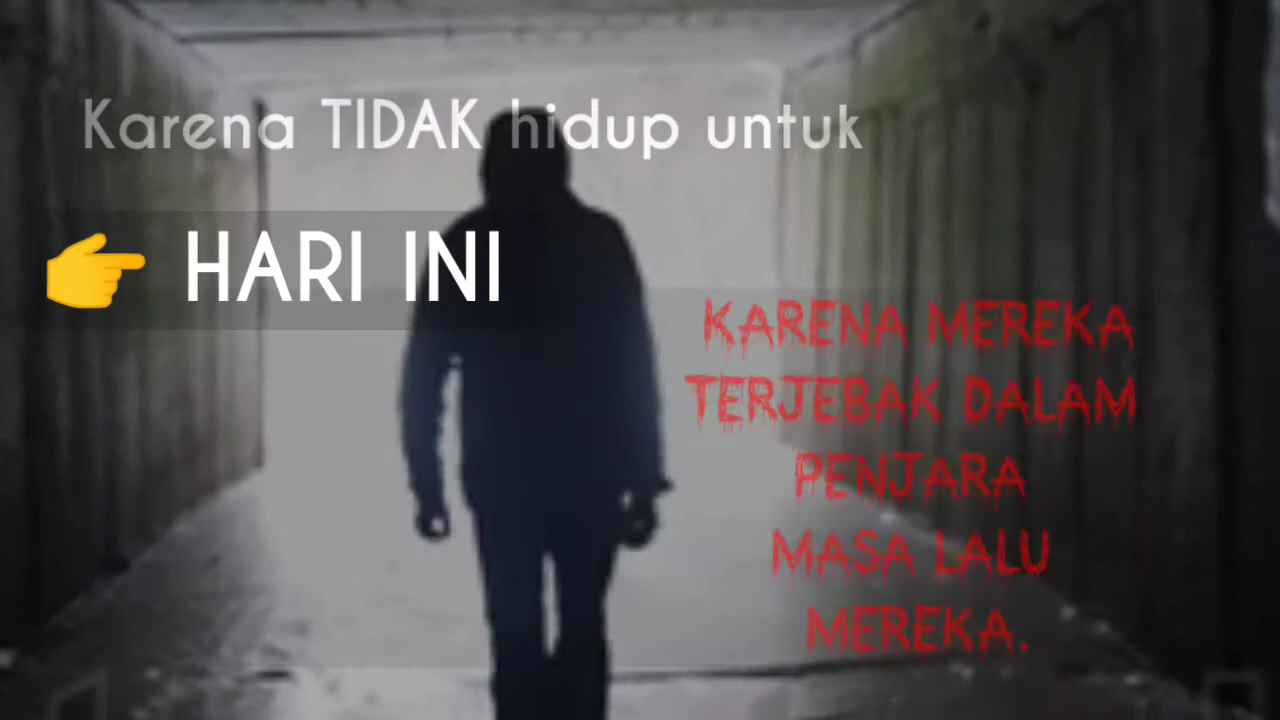 Karena TIDAK hidup untuk
👉 HARI INI
KARENA MEREKA
TERJEBAK DALAM
PENJARA
MASA LALU
MEREKA.